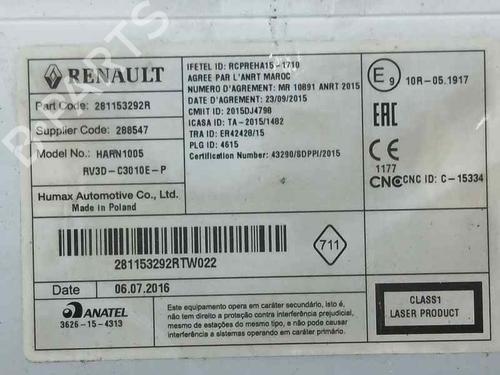 B-PARTS
RENAULT
Part Code: 281153292R
Supplier Code: 288547
Model No.: HARN1005
RV3D-C3010E-P
Humax Automotive Co., Ltd.
Made in Poland
IFETEL ID: RCPREHA15-1710
AGREE PAR L'ANRT MAROC
NUMERO D'AGREMENT: MR 10891 ANRT 2015
DATE D'AGREMENT: 23/09/2015
CMIIT ID: 2015DJ4798
ICASA ID: TA-2015/1482
TRA ID: ER42428/15
PLG ID: 4615
Certification Number: 43290/SDPPI/2015
E9 10R-05.1917
EAC
CE
1177
CNC CNC ID: C-15334
281153292RTW022
711
Date 06.07.2016
ANATEL
3626-15-4313
Este equipamento opera em caráter secundário, isto é,
não tem direito a proteção contra interferência prejudicial,
mesmo de estações do mesmo tipo, e não pode causar
interferência a sistemas operando em caráter primário.
CLASS1
LASER PRODUCT